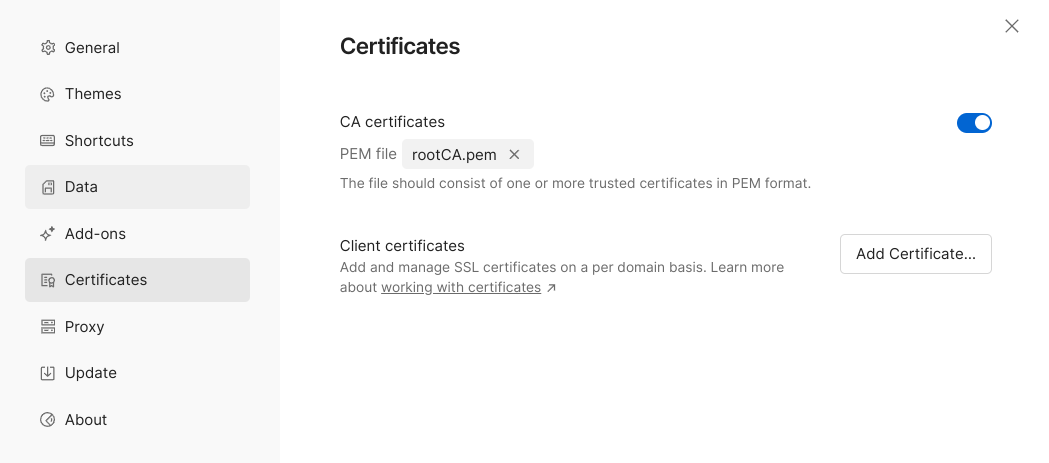 General
Themes
Shortcuts
Data
Add-ons
Certificates
Proxy
Update
About
Certificates
CA certificates
PEM file rootCA.pem
The file should consist of one or more trusted certificates in PEM format.
Client certificates
Add and manage SSL certificates on a per domain basis. Learn more
about working with certificates ↗
Add Certificate...